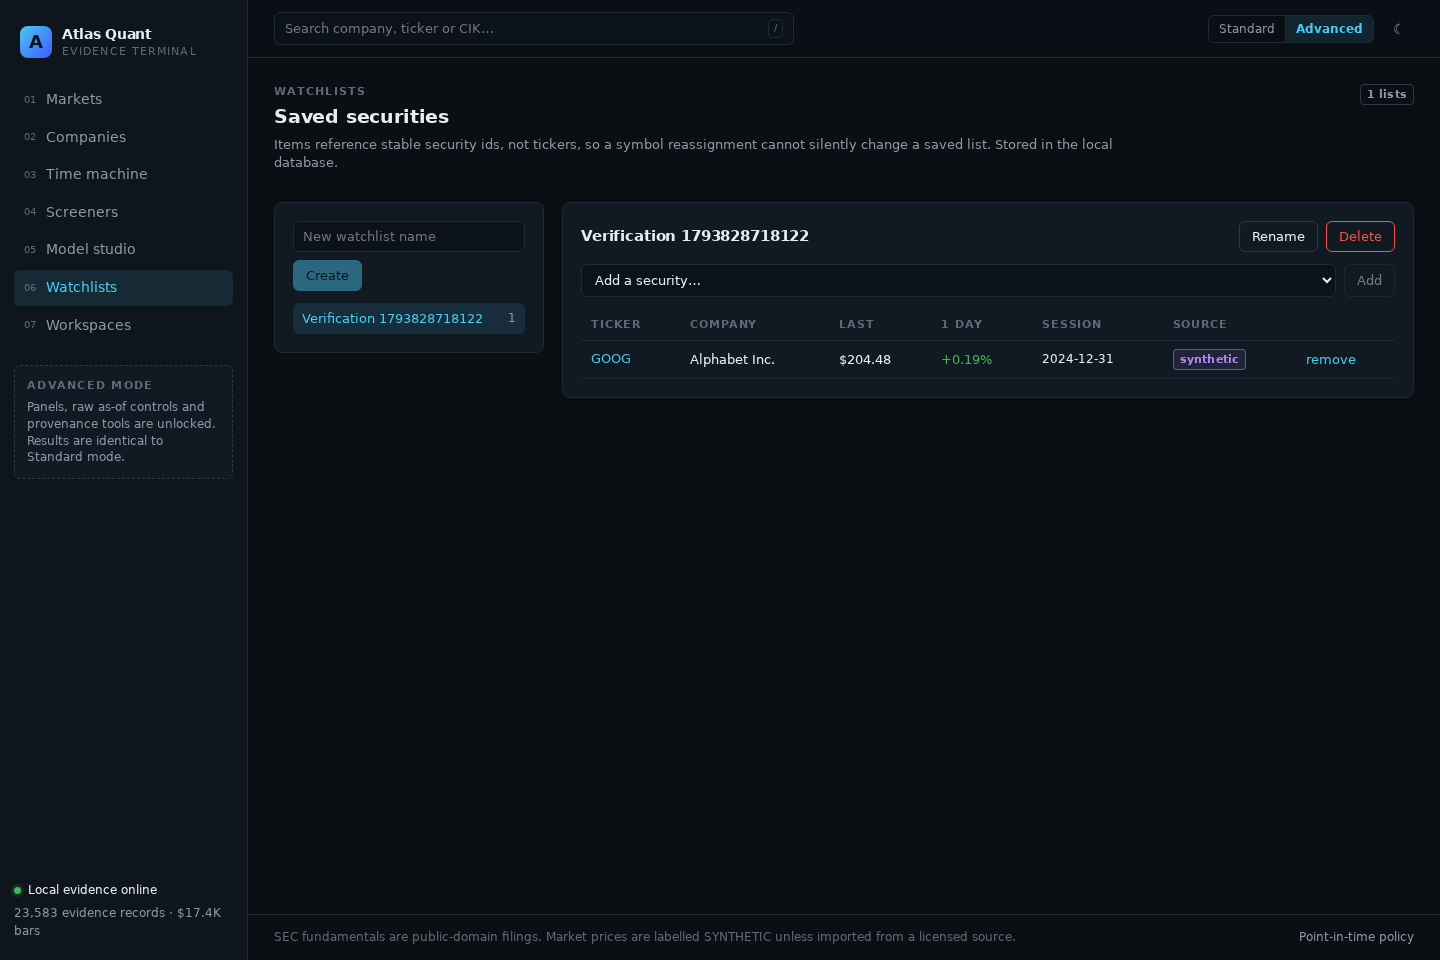 A
Atlas Quant
EVIDENCE TERMINAL
01 Markets
02 Companies
03 Time machine
04 Screeners
05 Model studio
06 Watchlists
07 Workspaces
ADVANCED MODE
Panels, raw as-of controls and
provenance tools are unlocked.
Results are identical to
Standard mode.
Local evidence online
23,583 evidence records · $17.4K
bars
Search company, ticker or CIK... /
Standard Advanced
WATCHLISTS
1 lists
Saved securities
Items reference stable security ids, not tickers, so a symbol reassignment cannot silently change a saved list. Stored in the local
database.
New watchlist name
Create
Verification 1793828718122 1
Verification 1793828718122
Rename Delete
Add a security... Add
TICKER COMPANY LAST 1 DAY SESSION SOURCE
GOOG Alphabet Inc. $204.48 +0.19% 2024-12-31 synthetic remove
SEC fundamentals are public-domain filings. Market prices are labelled SYNTHETIC unless imported from a licensed source.
Point-in-time policy